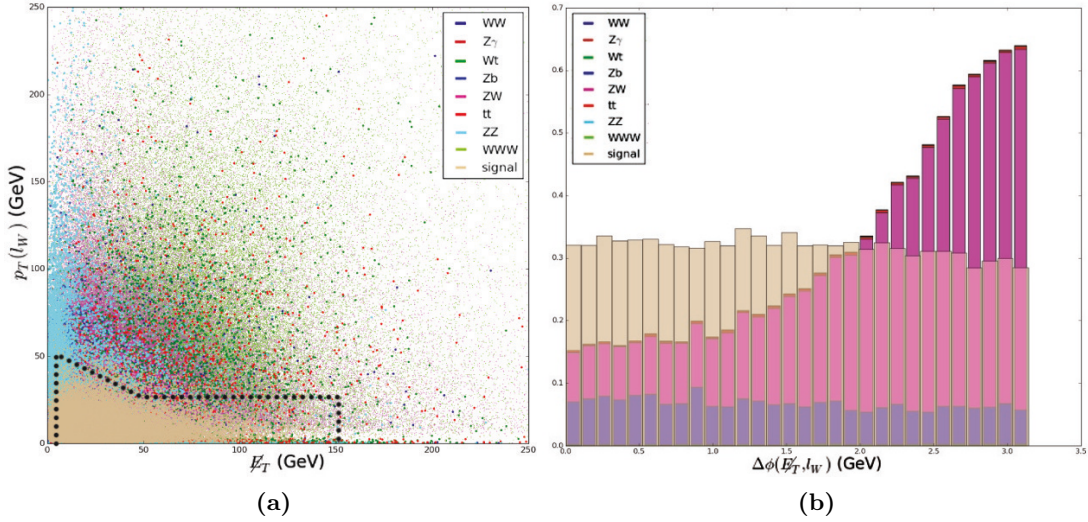 250
200
150
100
50
0
p_T(l_W) (GeV)
WW
Zγ
Wt
Zb
ZW
tt
ZZ
WWW
signal
0 50 100 150 200 250
E̸_T (GeV)
(a)
0.7
0.6
0.5
0.4
0.3
0.2
0.1
0.0
WW
Zγ
Wt
Zb
ZW
tt
ZZ
WWW
signal
0.0 0.5 1.0 1.5 2.0 2.5 3.0 3.5
Δϕ(E̸_T,l_W) (GeV)
(b)